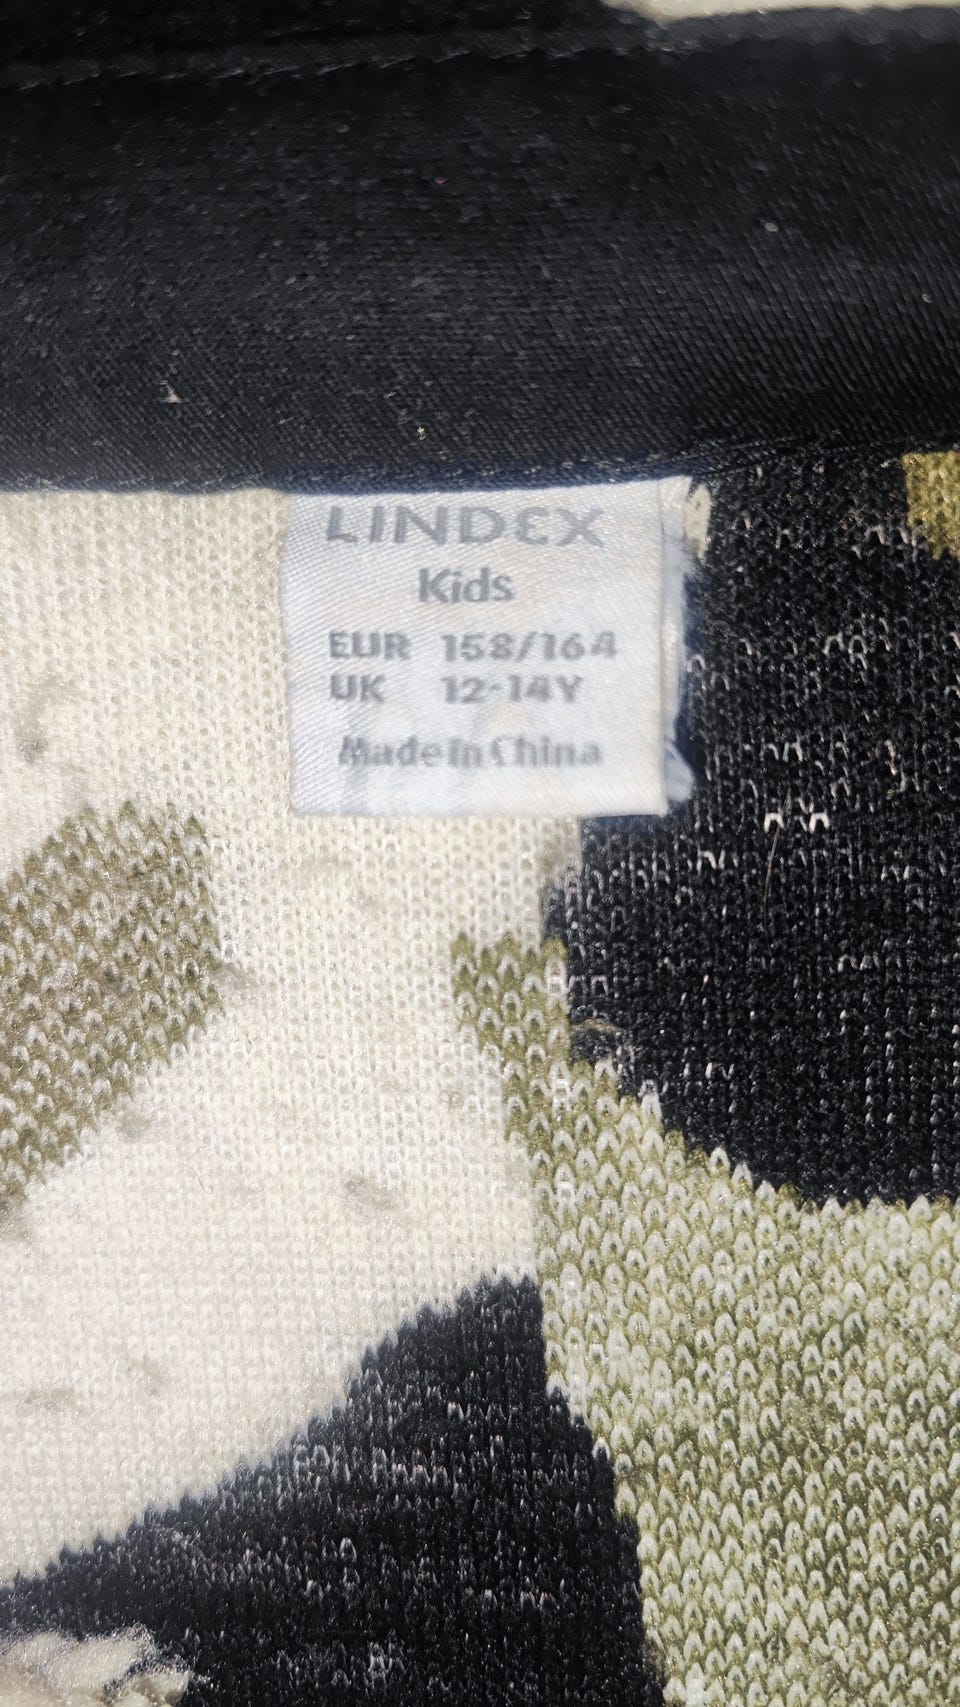 LINDEX
Kids
EUR 158/164
UK 12-14Y
Made in China